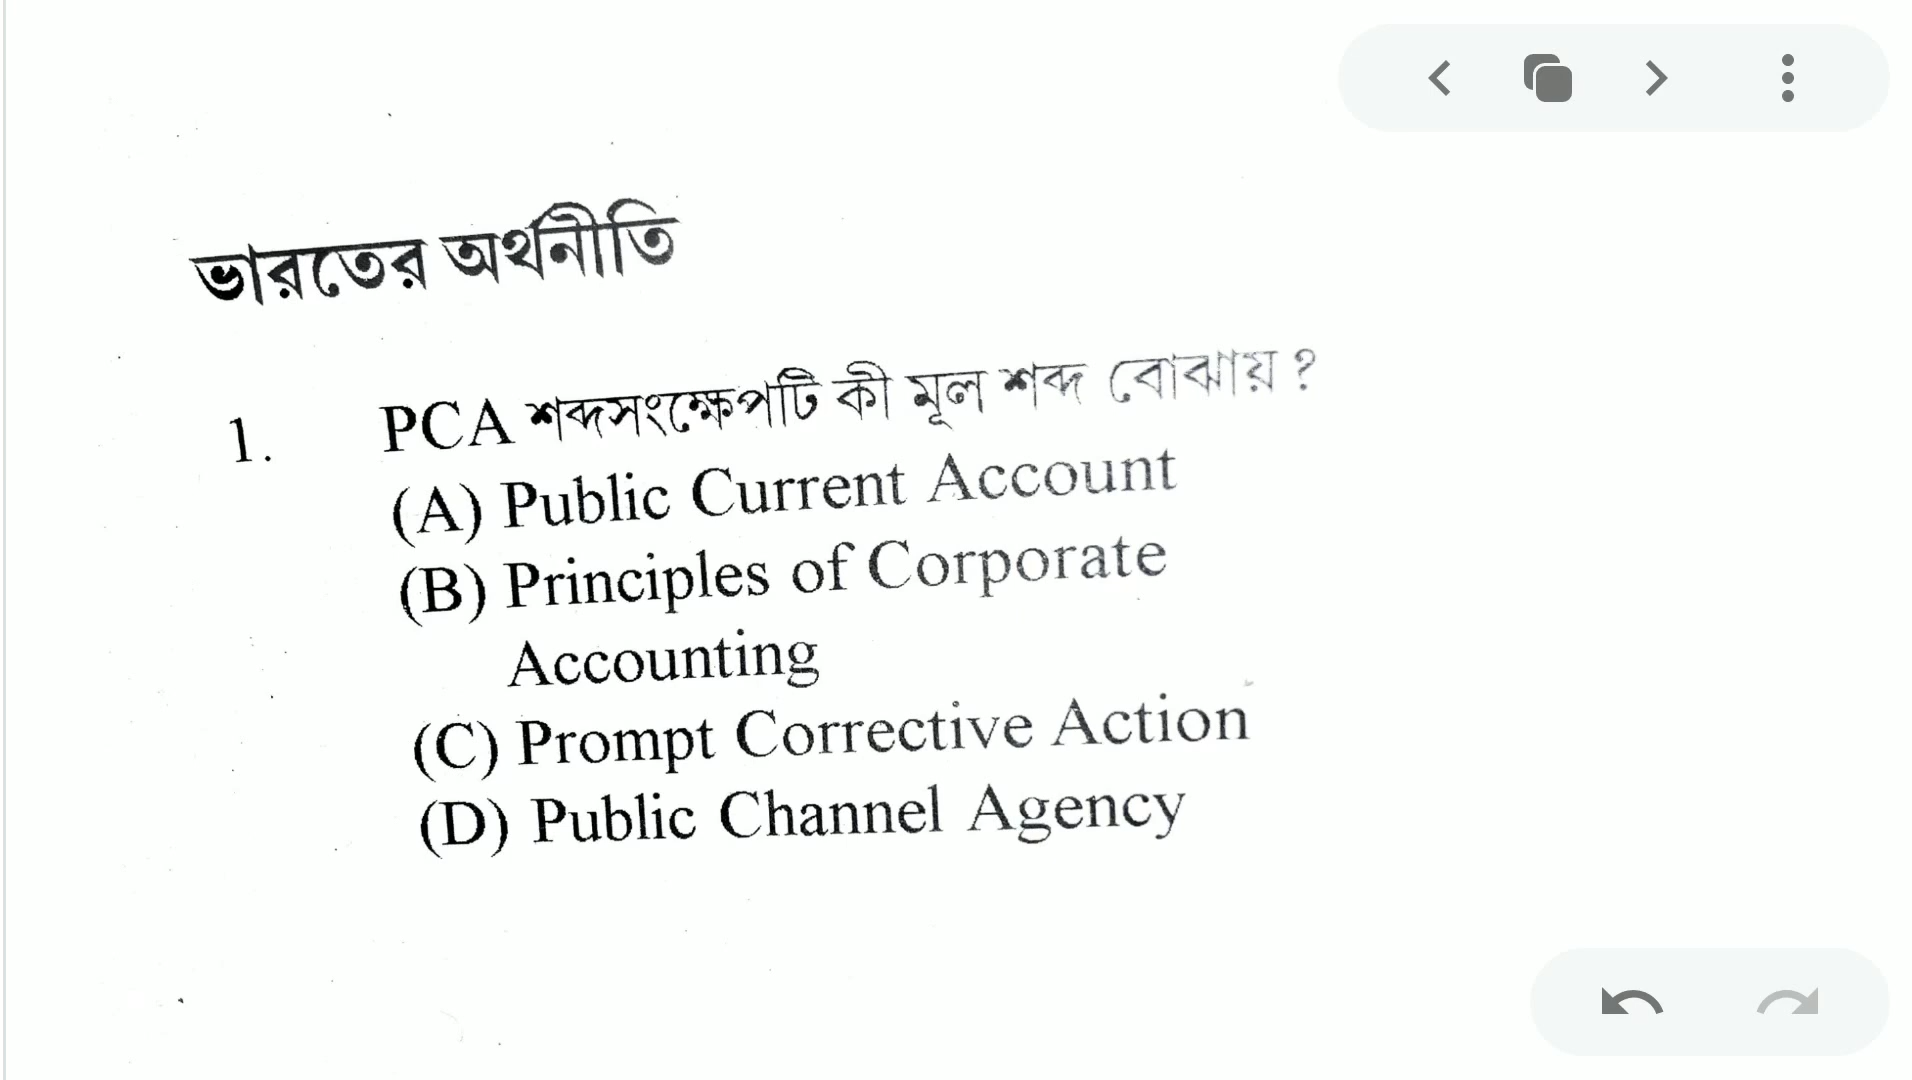 ভারতের অর্থনীতি
1. PCA শব্দসংক্ষেপটি কী মূল শব্দ বোঝায় ?
(A) Public Current Account
(B) Principles of Corporate
Accounting
(C) Prompt Corrective Action
(D) Public Channel Agency